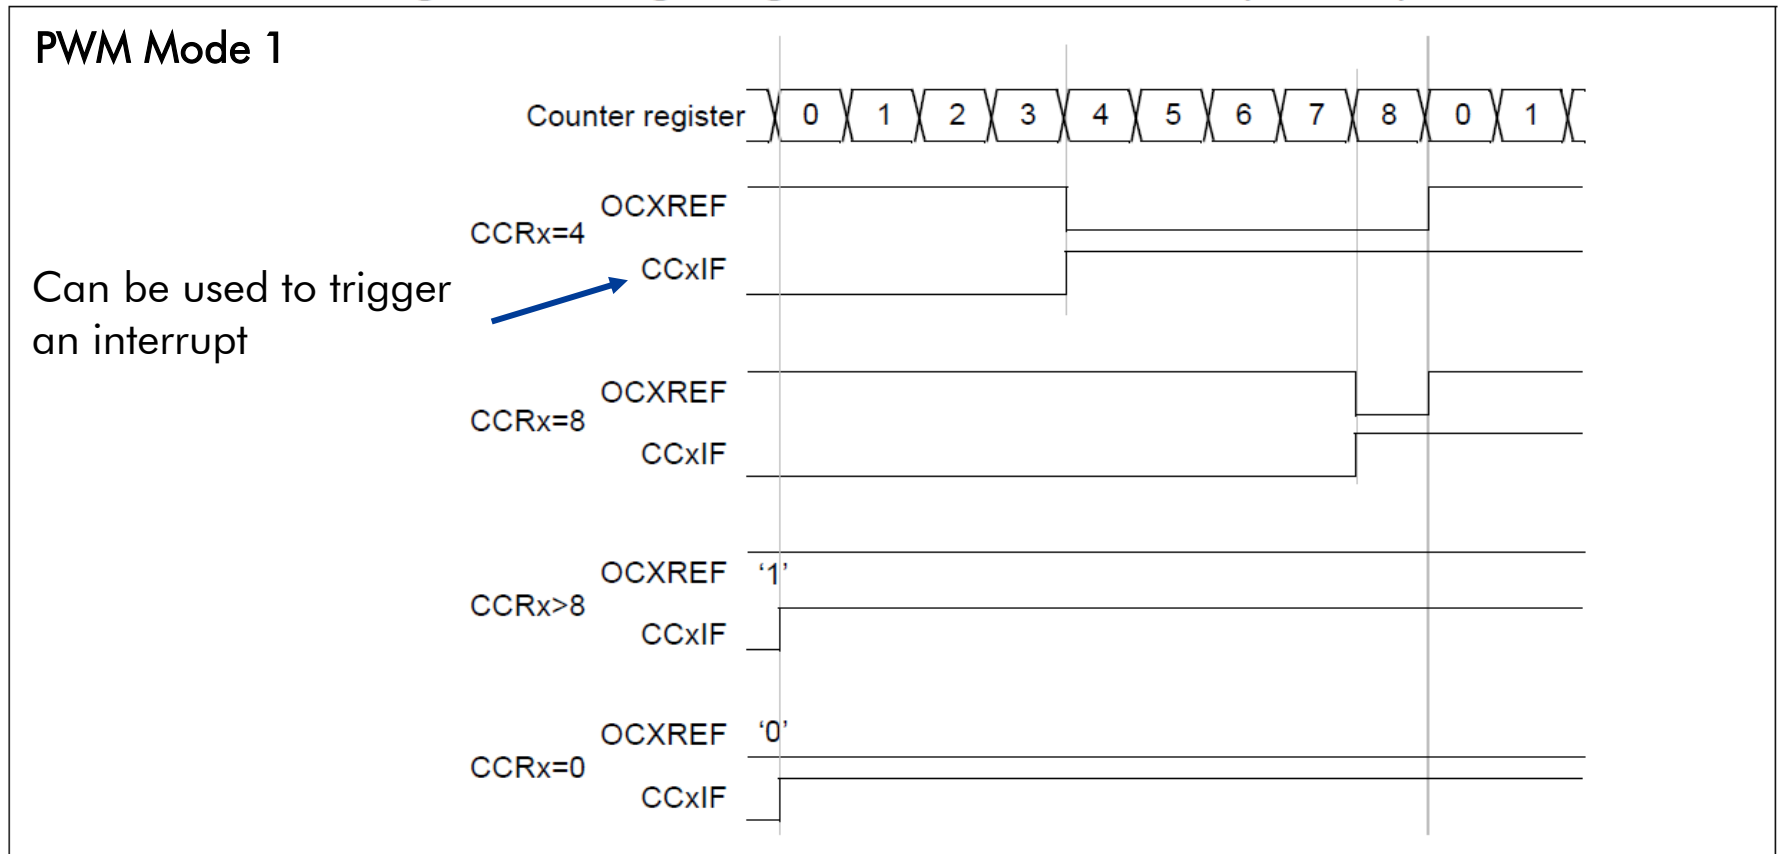 PWM Mode 1
Counter register 0 1 2 3 4 5 6 7 8 0 1
OCXREF
CCRx=4
CCxIF
Can be used to trigger
an interrupt
OCXREF
CCRx=8
CCxIF
OCXREF ‘1’
CCRx>8
CCxIF
OCXREF ‘0’
CCRx=0
CCxIF